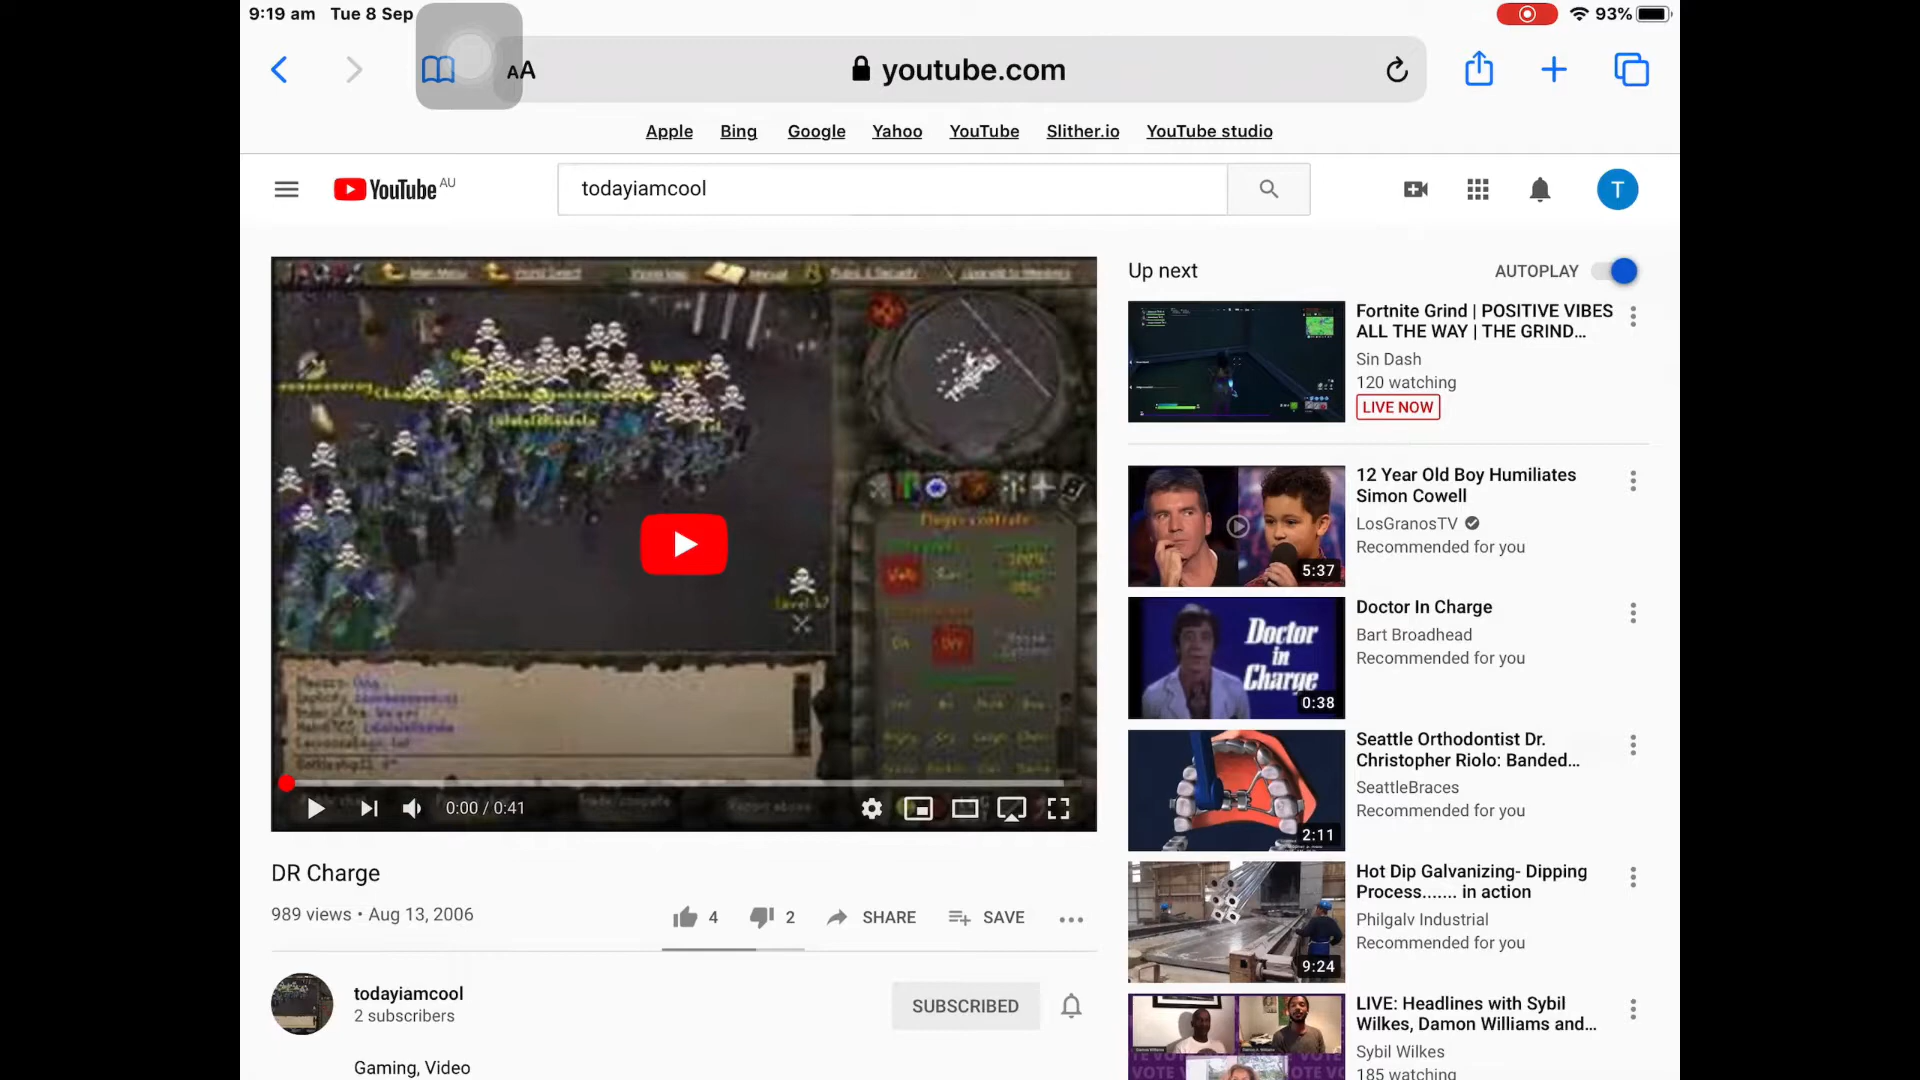 9:19 am Tue 8 Sep
93%
AA
youtube.com
Apple Bing Google Yahoo YouTube Slither.io YouTube studio
YouTube AU
todayiamcool
T
Up next
AUTOPLAY
Fortnite Grind | POSITIVE VIBES
ALL THE WAY | THE GRIND...
Sin Dash
120 watching
LIVE NOW
12 Year Old Boy Humiliates
Simon Cowell
LosGranosTV
Recommended for you
5:37
Doctor In Charge
Bart Broadhead
Recommended for you
Doctor
in
Charge
0:38
Seattle Orthodontist Dr.
Christopher Riolo: Banded...
SeattleBraces
Recommended for you
2:11
Hot Dip Galvanizing- Dipping
Process....... in action
Philgalv Industrial
Recommended for you
9:24
LIVE: Headlines with Sybil
Wilkes, Damon Williams and...
Sybil Wilkes
185 watching
VOTE
0:00 / 0:41
DR Charge
989 views • Aug 13, 2006
4 2 SHARE SAVE
todayiamcool
2 subscribers
SUBSCRIBED
Gaming, Video